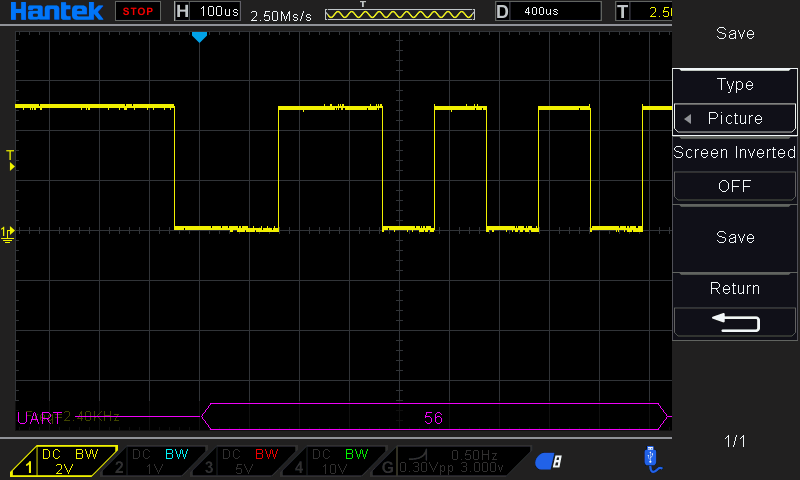 Hantek STOP H 100us 2.50Ms/s T D 400us T 2.5
Save
Type
Picture
Screen Inverted
OFF
Save
Return
T
1
UART 56
1/1
1 DC BW 2V
2 DC BW 1V
3 DC BW 5V
4 DC BW 10V
G 0.50Hz 0.30Vpp 3.000v